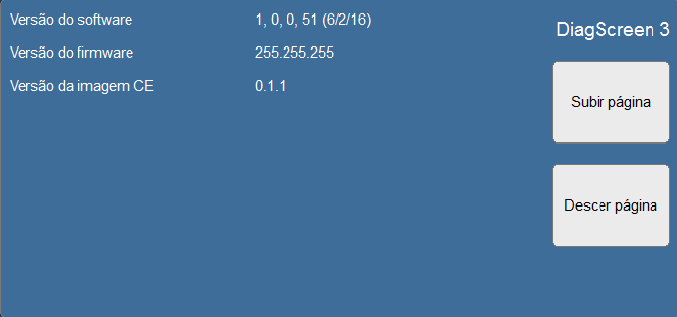 Versão do software 1, 0, 0, 51 (6/2/16)
DiagScreen 3
Versão do firmware 255.255.255
Versão da imagem CE 0.1.1
Subir página
Descer página